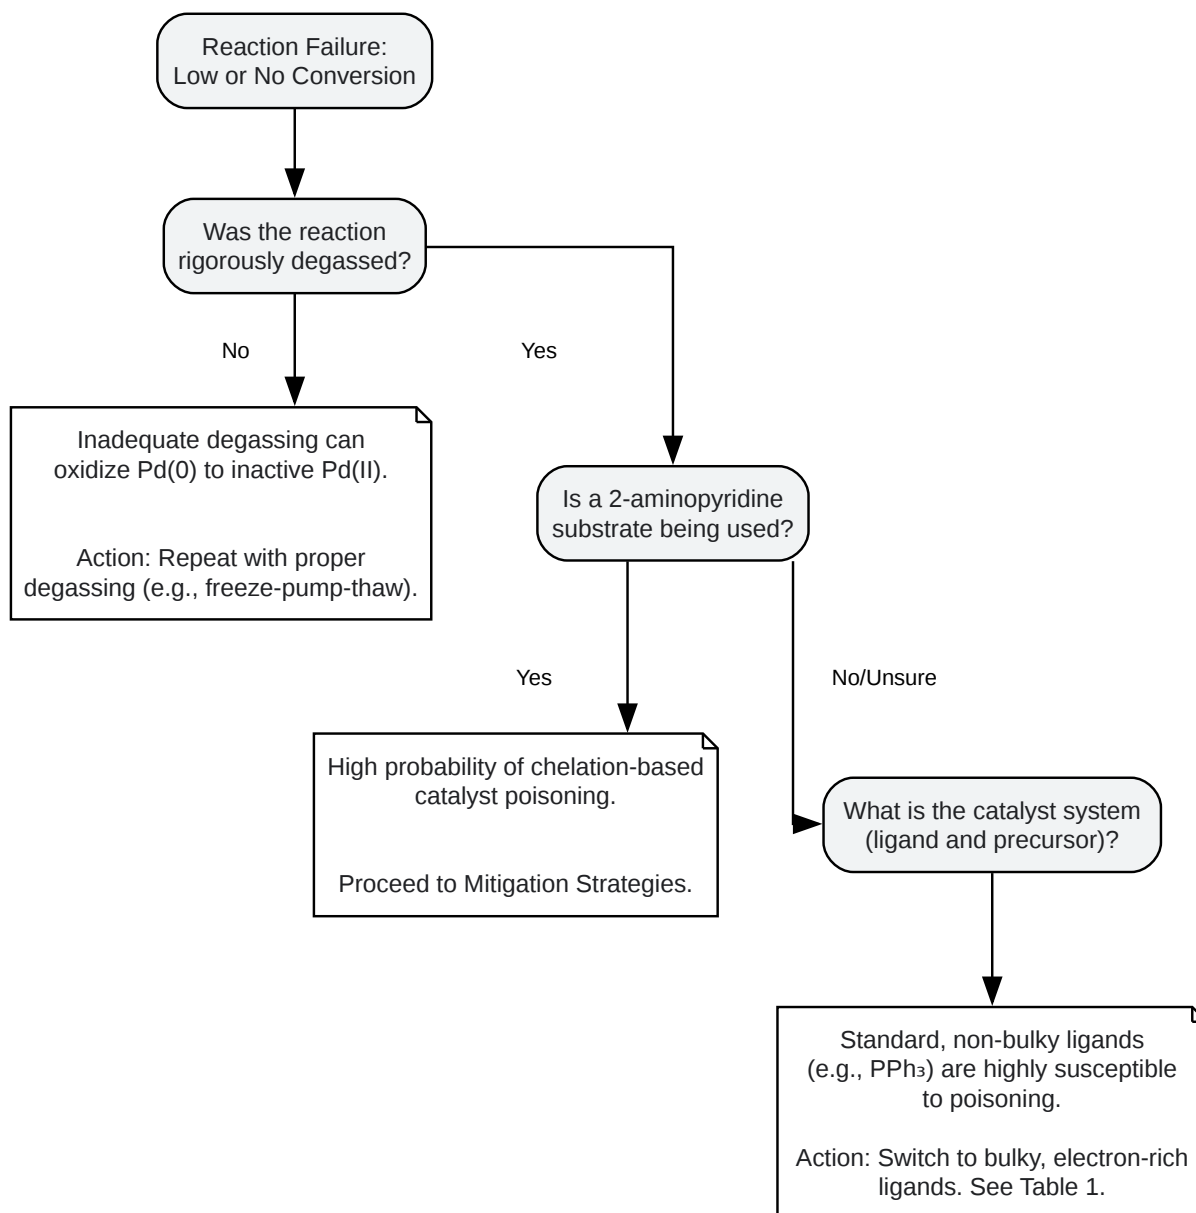 Reaction Failure:
Low or No Conversion
Was the reaction
rigorously degassed?
No
Yes
Inadequate degassing can
oxidize Pd(0) to inactive Pd(II).
Action: Repeat with proper
degassing (e.g., freeze-pump-thaw).
Is a 2-aminopyridine
substrate being used?
Yes
No/Unsure
High probability of chelation-based
catalyst poisoning.
Proceed to Mitigation Strategies.
What is the catalyst system
(ligand and precursor)?
Standard, non-bulky ligands
(e.g., PPh₃) are highly susceptible
to poisoning.
Action: Switch to bulky, electron-rich
ligands. See Table 1.